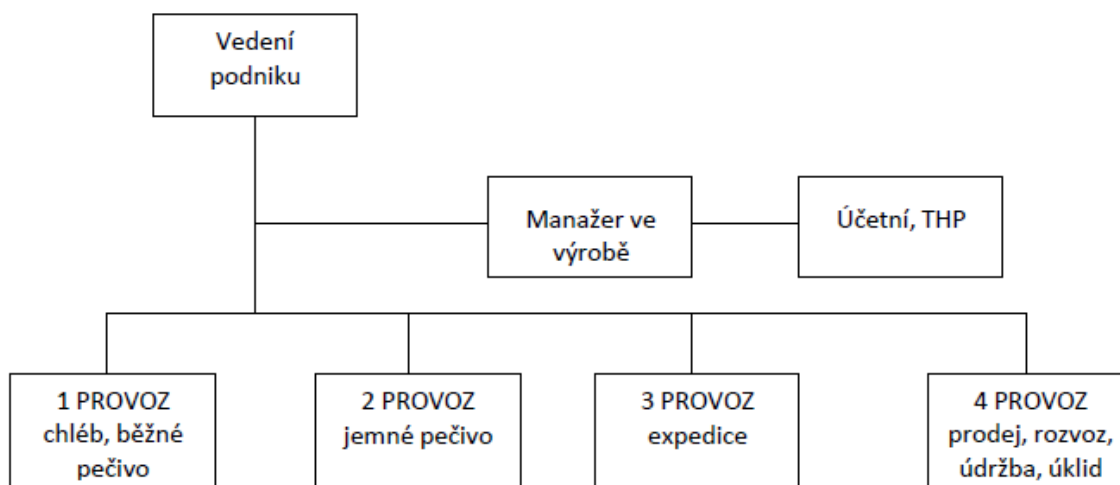 Vedení
podniku
Manažer ve
výrobě
Účetní, THP
1 PROVOZ
chléb, běžné
pečivo
2 PROVOZ
jemné pečivo
3 PROVOZ
expedice
4 PROVOZ
prodej, rozvoz,
údržba, úklid